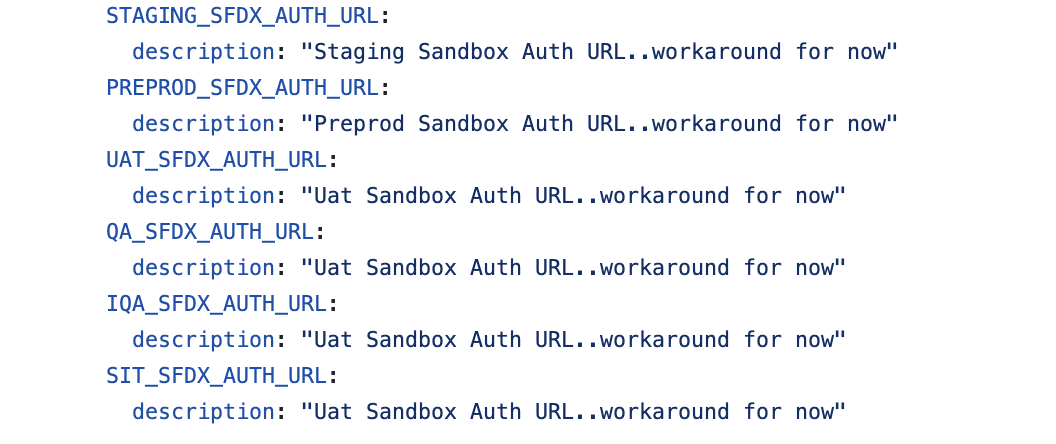 STAGING_SFDX_AUTH_URL:
description: "Staging Sandbox Auth URL..workaround for now"
PREPROD_SFDX_AUTH_URL:
description: "Preprod Sandbox Auth URL..workaround for now"
UAT_SFDX_AUTH_URL:
description: "Uat Sandbox Auth URL..workaround for now"
QA_SFDX_AUTH_URL:
description: "Uat Sandbox Auth URL..workaround for now"
IQA_SFDX_AUTH_URL:
description: "Uat Sandbox Auth URL..workaround for now"
SIT_SFDX_AUTH_URL:
description: "Uat Sandbox Auth URL..workaround for now"